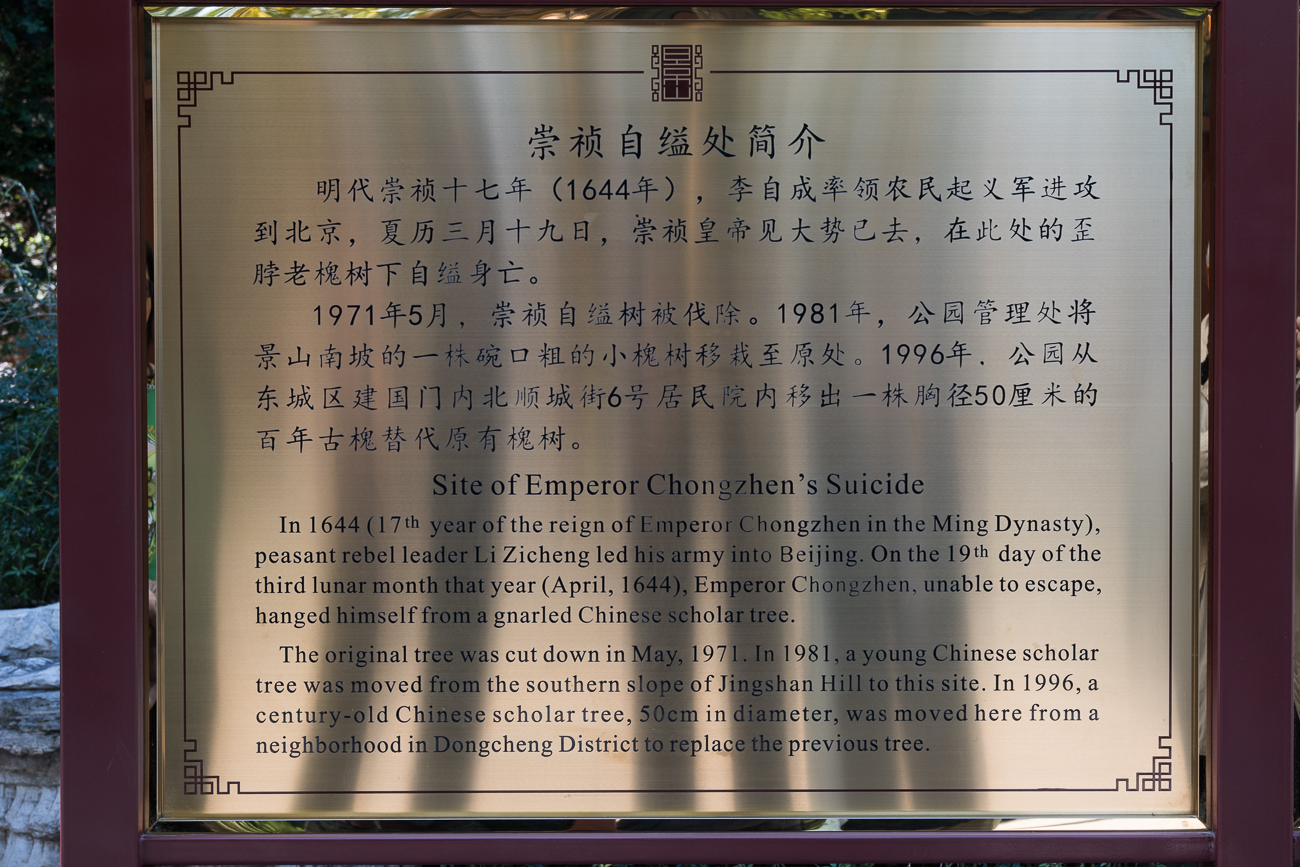 崇祯自缢处简介
明代崇祯十七年（1644年），李自成率领农民起义军进攻
到北京，夏历三月十九日，崇祯皇帝见大势已去，在此处的歪
脖老槐树下自缢身亡。
1971年5月，崇祯自缢树被伐除。1981年，公园管理处将
景山南坡的一株碗口粗的小槐树移栽至原处。1996年，公园从
东城区建国门内北顺城街6号居民院内移出一株胸径50厘米的
百年古槐替代原有槐树。
Site of Emperor Chongzhen's Suicide
In 1644 (17th year of the reign of Emperor Chongzhen in the Ming Dynasty),
peasant rebel leader Li Zicheng led his army into Beijing. On the 19th day of the
third lunar month that year (April, 1644), Emperor Chongzhen, unable to escape,
hanged himself from a gnarled Chinese scholar tree.
The original tree was cut down in May, 1971. In 1981, a young Chinese scholar
tree was moved from the southern slope of Jingshan Hill to this site. In 1996, a
century-old Chinese scholar tree, 50cm in diameter, was moved here from a
neighborhood in Dongcheng District to replace the previous tree.